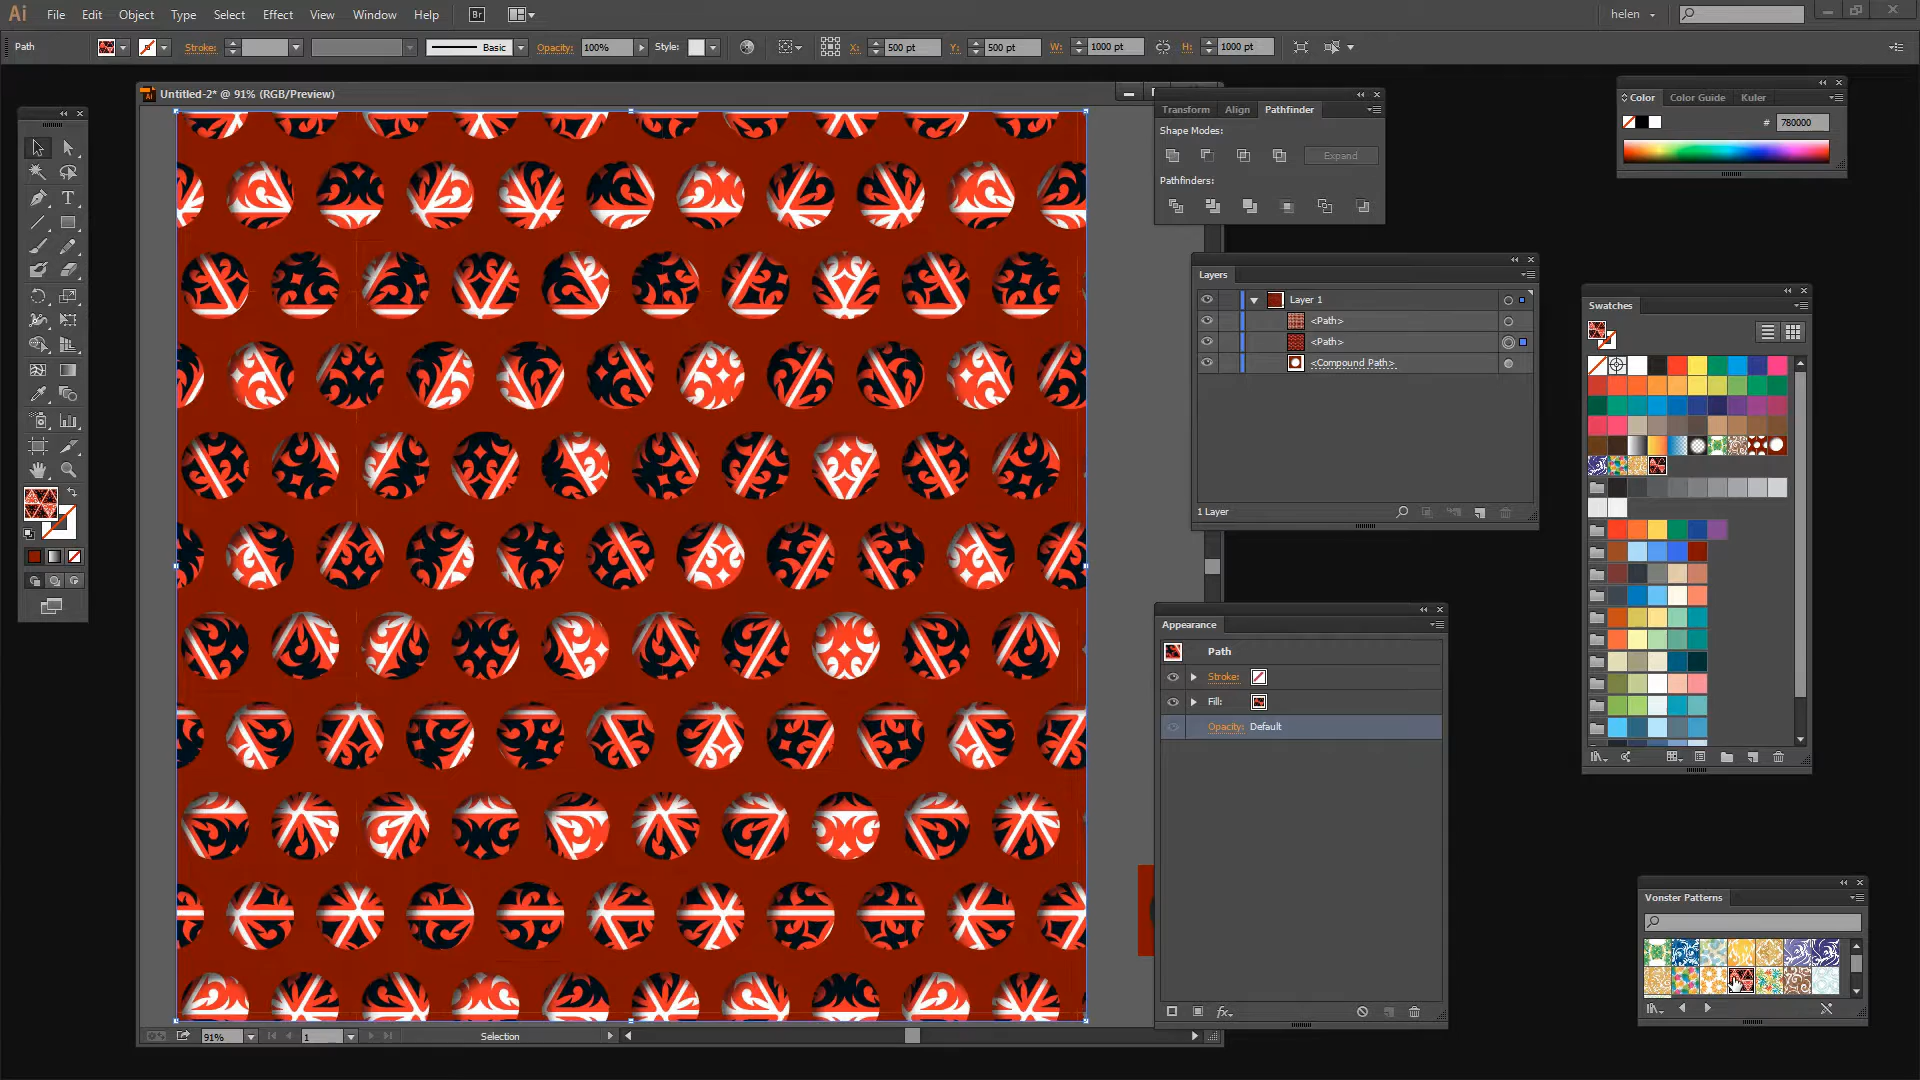 Ai File Edit Object Type Select Effect View Window Help Br helen
Path Stroke: Basic Opacity: 100% Style: X: 500 pt Y: 500 pt W: 1000 pt H: 1000 pt
Untitled-2* @ 91% (RGB/Preview)
Transform Align Pathfinder
Shape Modes:
Expand
Pathfinders:
Color Color Guide Kuler
# 780000
Layers
Layer 1
<Path>
<Path>
<Compound Path>
1 Layer
Swatches
Appearance
Path
Stroke:
Fill:
Opacity: Default
fx
Vonster Patterns
91% 1 Selection
T